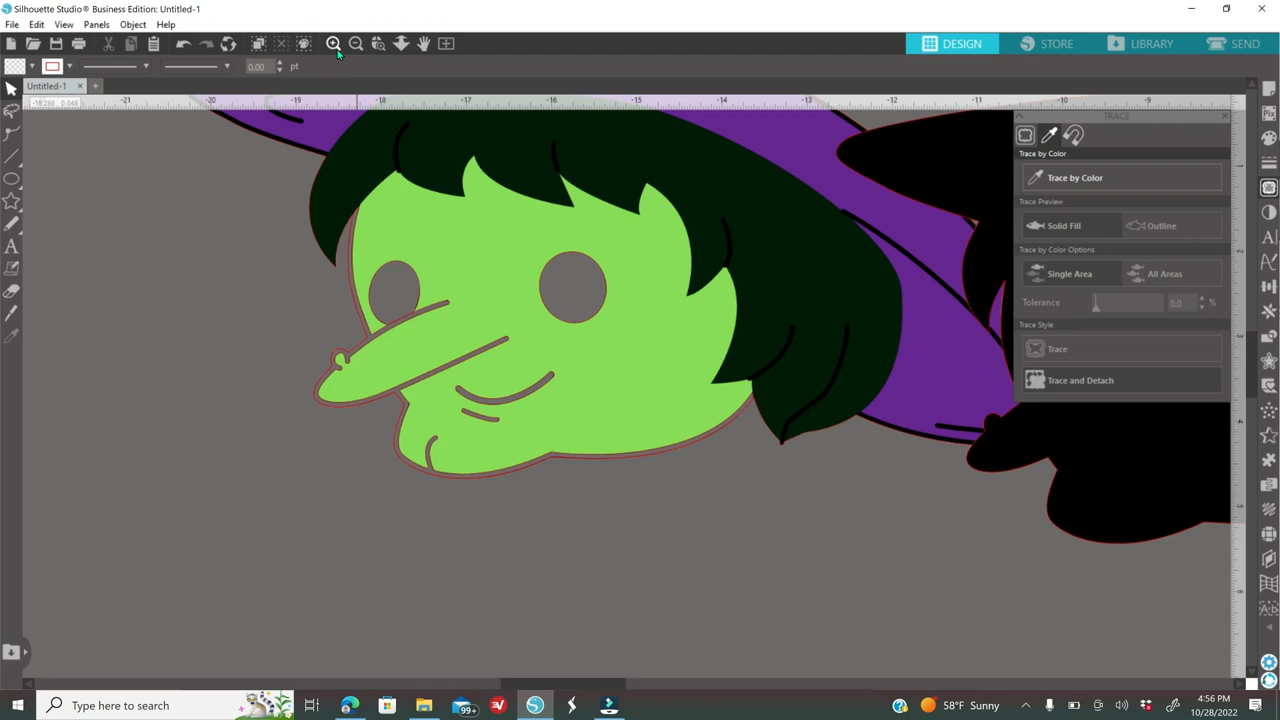 Silhouette Studio® Business Edition: Untitled-1
File Edit View Panels Object Help
DESIGN STORE LIBRARY SEND
0.00 pt
Untitled-1
-18.288 0.048
-21 -20 -19 -18 -17 -16 -15 -14 -13 -12 -11 -10 -9
TRACE
Trace by Color
Trace by Color
Trace Preview
Solid Fill Outline
Trace by Color Options
Single Area All Areas
Tolerance 0.0 %
Trace Style
Trace
Trace and Detach
Type here to search
99+
58°F Sunny
4:56 PM
10/28/2022